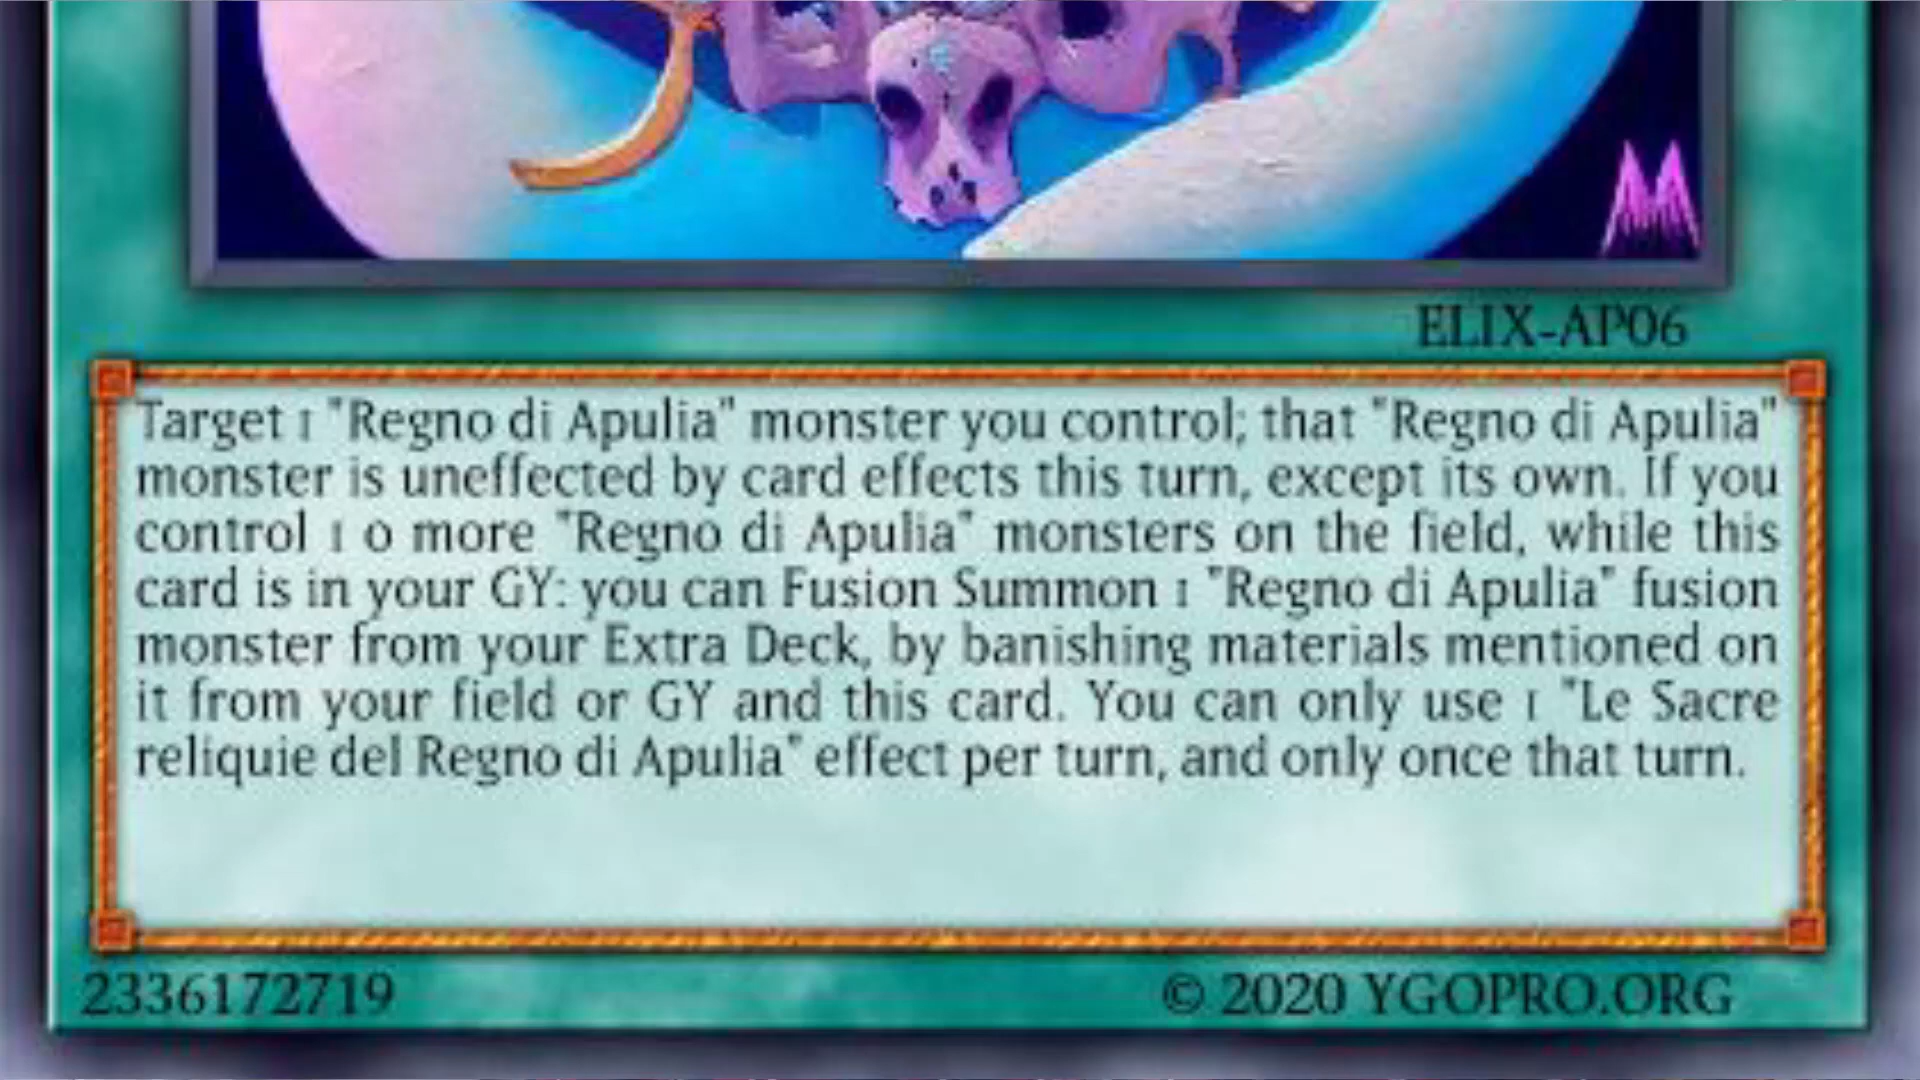 ELIX-AP06
Target 1 "Regno di Apulia" monster you control; that "Regno di Apulia"
monster is uneffected by card effects this turn, except its own. If you
control 1 o more "Regno di Apulia" monsters on the field, while this
card is in your GY: you can Fusion Summon 1 "Regno di Apulia" fusion
monster from your Extra Deck, by banishing materials mentioned on
it from your field or GY and this card. You can only use 1 "Le Sacre
reliquie del Regno di Apulia" effect per turn, and only once that turn.
2336172719
© 2020 YGOPRO.ORG